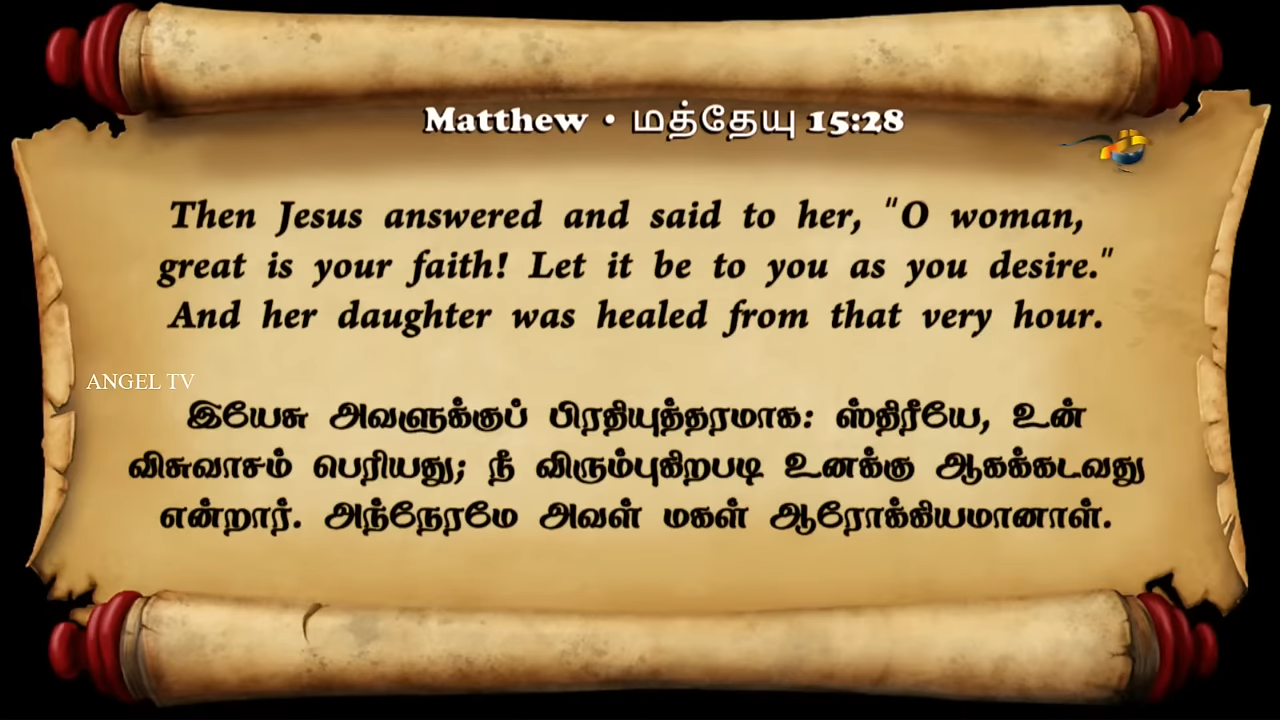 Matthew • மத்தேயு 15:28
Then Jesus answered and said to her, "O woman,
great is your faith! Let it be to you as you desire."
And her daughter was healed from that very hour.
ANGEL TV
இயேசு அவளுக்குப் பிரதியுத்தரமாக: ஸ்திரீயே, உன்
விசுவாசம் பெரியது; நீ விரும்புகிறபடி உனக்கு ஆகக்கடவது
என்றார். அந்நேரமே அவள் மகள் ஆரோக்கியமானாள்.